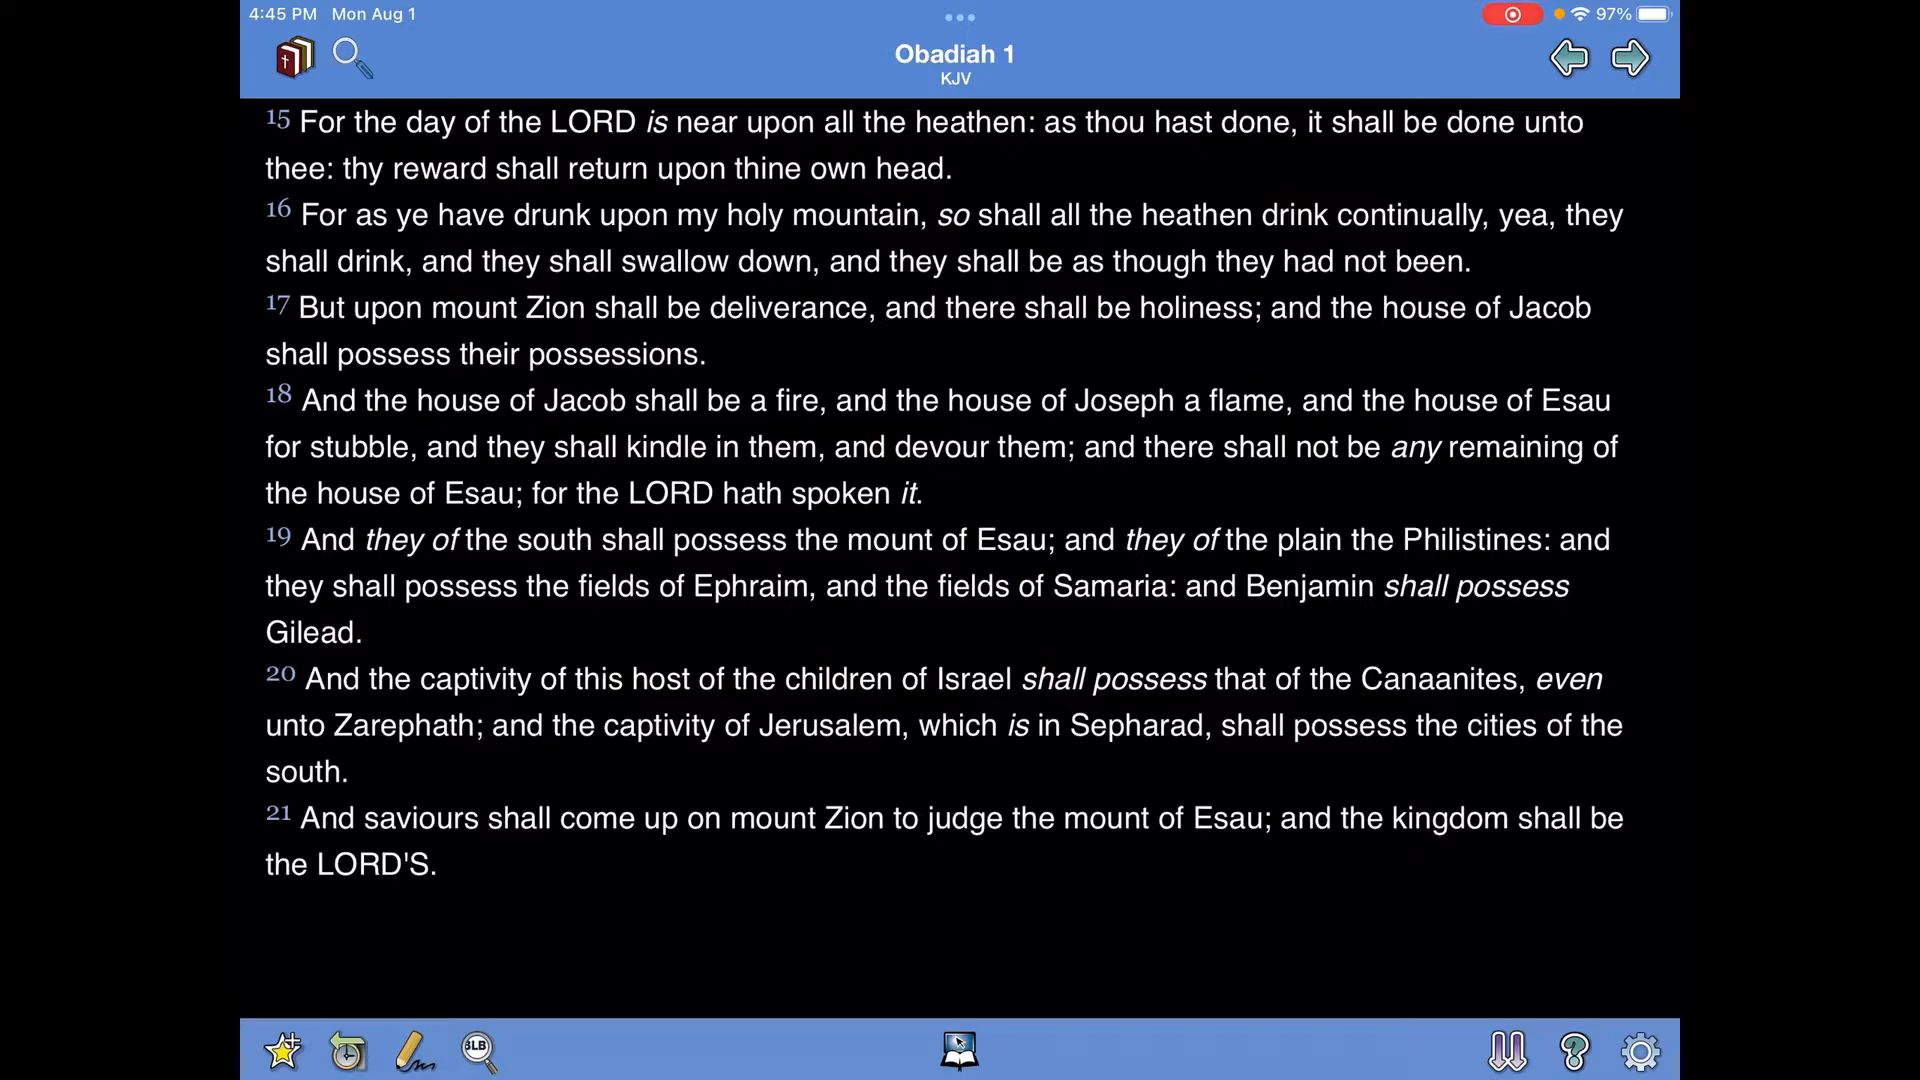 4:45 PM Mon Aug 1
97%
Obadiah 1
KJV
15 For the day of the LORD is near upon all the heathen: as thou hast done, it shall be done unto
thee: thy reward shall return upon thine own head.
16 For as ye have drunk upon my holy mountain, so shall all the heathen drink continually, yea, they
shall drink, and they shall swallow down, and they shall be as though they had not been.
17 But upon mount Zion shall be deliverance, and there shall be holiness; and the house of Jacob
shall possess their possessions.
18 And the house of Jacob shall be a fire, and the house of Joseph a flame, and the house of Esau
for stubble, and they shall kindle in them, and devour them; and there shall not be any remaining of
the house of Esau; for the LORD hath spoken it.
19 And they of the south shall possess the mount of Esau; and they of the plain the Philistines: and
they shall possess the fields of Ephraim, and the fields of Samaria: and Benjamin shall possess
Gilead.
20 And the captivity of this host of the children of Israel shall possess that of the Canaanites, even
unto Zarephath; and the captivity of Jerusalem, which is in Sepharad, shall possess the cities of the
south.
21 And saviours shall come up on mount Zion to judge the mount of Esau; and the kingdom shall be
the LORD'S.
BLB